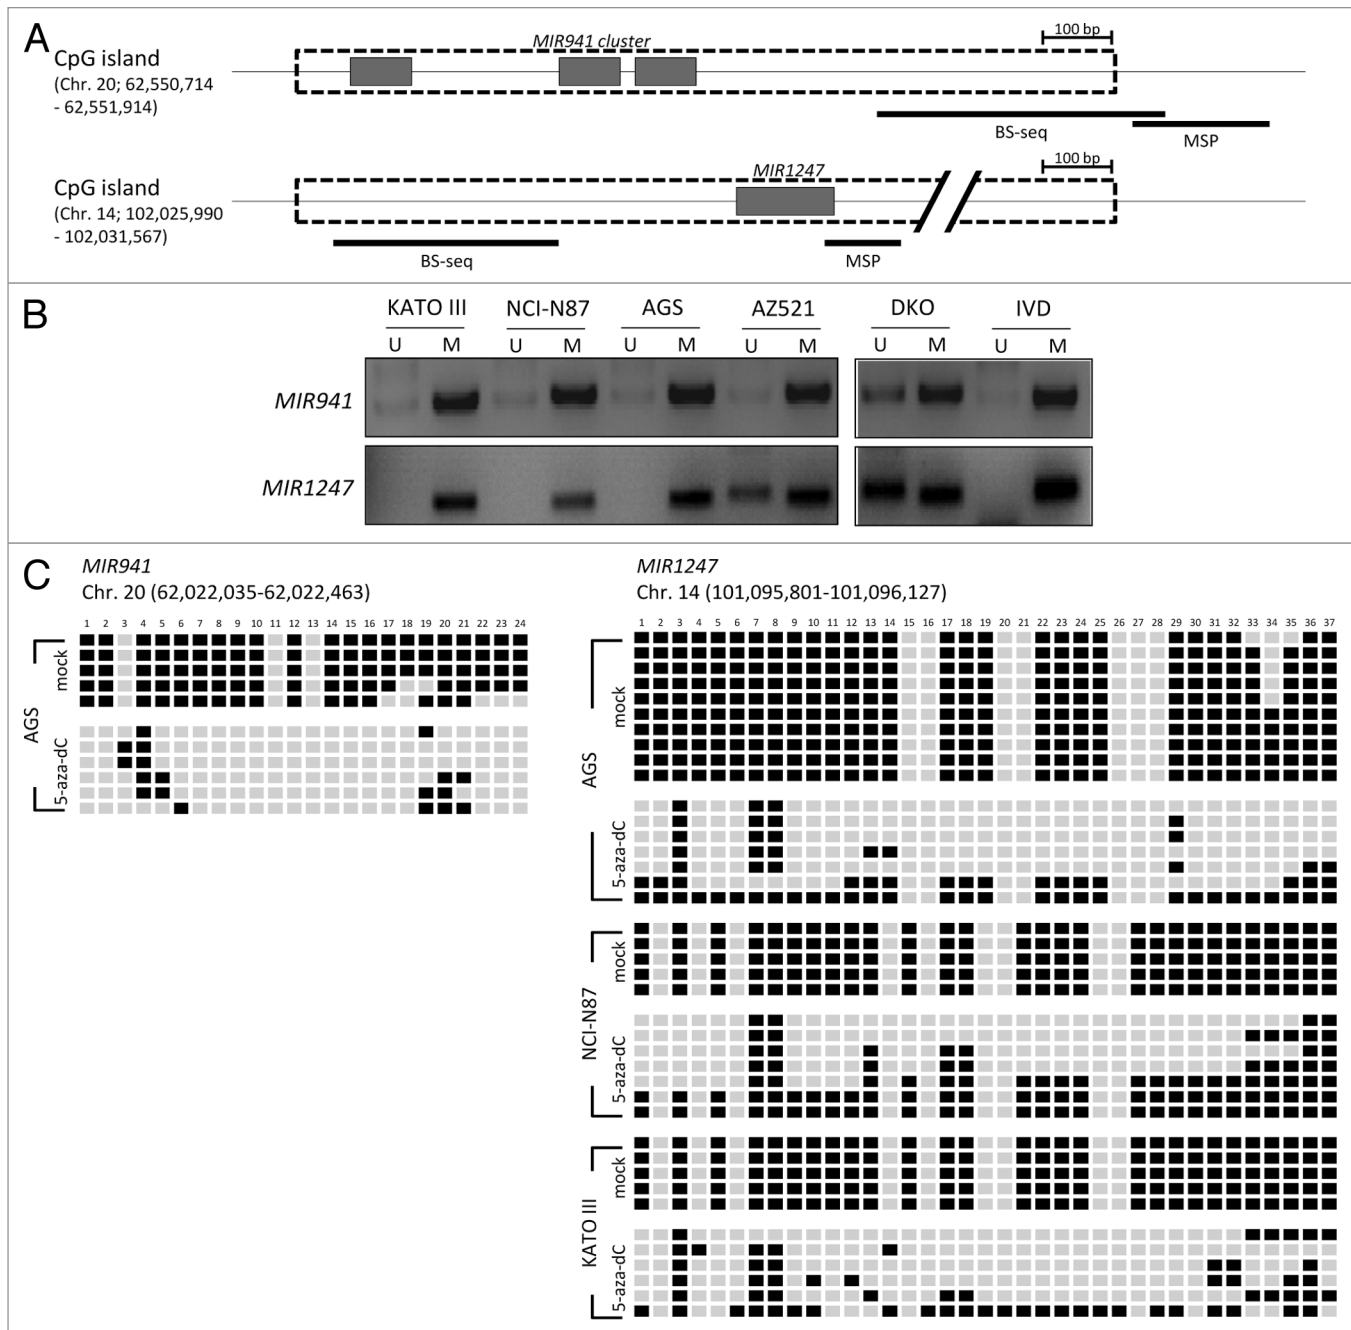 A
CpG island
(Chr. 20; 62,550,714
- 62,551,914)
MIR941 cluster
100 bp
BS-seq
MSP
CpG island
(Chr. 14; 102,025,990
- 102,031,567)
MIR1247
100 bp
BS-seq
MSP
B
KATO III NCI-N87 AGS AZ521 DKO IVD
U M U M U M U M U M U M
MIR941
MIR1247
C
MIR941
Chr. 20 (62,022,035-62,022,463)
1 2 3 4 5 6 7 8 9 10 11 12 13 14 15 16 17 18 19 20 21 22 23 24
AGS
mock
5-aza-dC
MIR1247
Chr. 14 (101,095,801-101,096,127)
1 2 3 4 5 6 7 8 9 10 11 12 13 14 15 16 17 18 19 20 21 22 23 24 25 26 27 28 29 30 31 32 33 34 35 36 37
AGS
mock
5-aza-dC
NCI-N87
mock
5-aza-dC
KATO III
mock
5-aza-dC